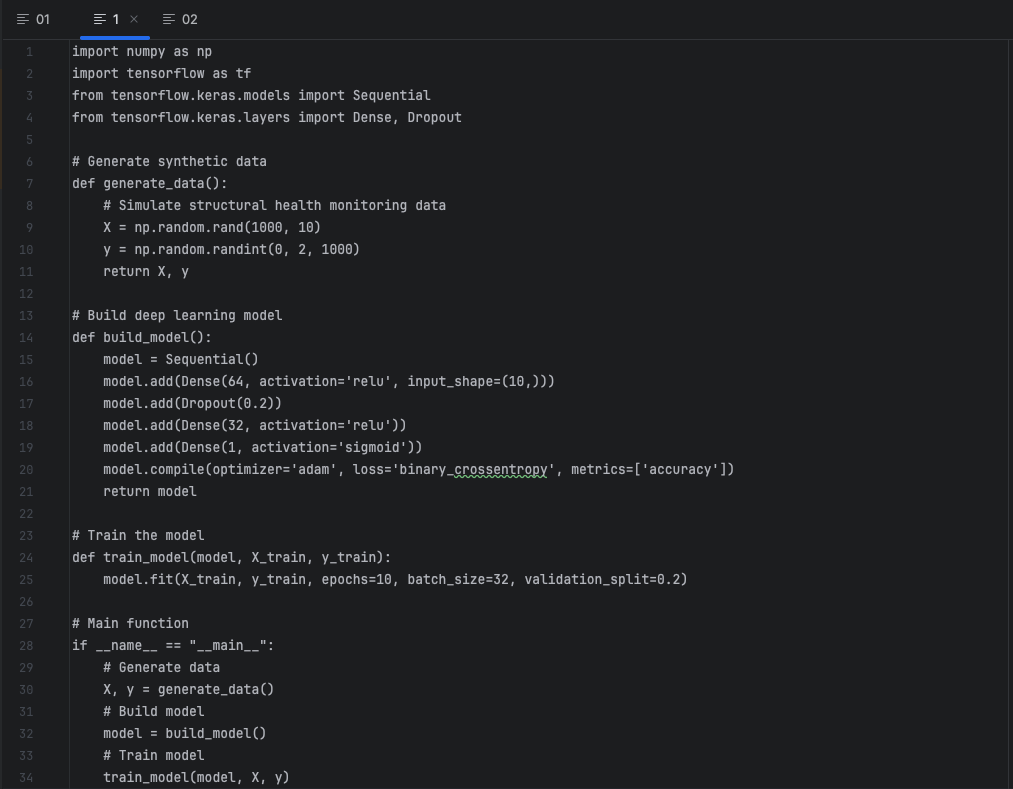 01 1 × 02
1 import numpy as np
2 import tensorflow as tf
3 from tensorflow.keras.models import Sequential
4 from tensorflow.keras.layers import Dense, Dropout
5
6 # Generate synthetic data
7 def generate_data():
8     # Simulate structural health monitoring data
9     X = np.random.rand(1000, 10)
10     y = np.random.randint(0, 2, 1000)
11     return X, y
12
13 # Build deep learning model
14 def build_model():
15     model = Sequential()
16     model.add(Dense(64, activation='relu', input_shape=(10,)))
17     model.add(Dropout(0.2))
18     model.add(Dense(32, activation='relu'))
19     model.add(Dense(1, activation='sigmoid'))
20     model.compile(optimizer='adam', loss='binary_crossentropy', metrics=['accuracy'])
21     return model
22
23 # Train the model
24 def train_model(model, X_train, y_train):
25     model.fit(X_train, y_train, epochs=10, batch_size=32, validation_split=0.2)
26
27 # Main function
28 if __name__ == "__main__":
29     # Generate data
30     X, y = generate_data()
31     # Build model
32     model = build_model()
33     # Train model
34     train_model(model, X, y)